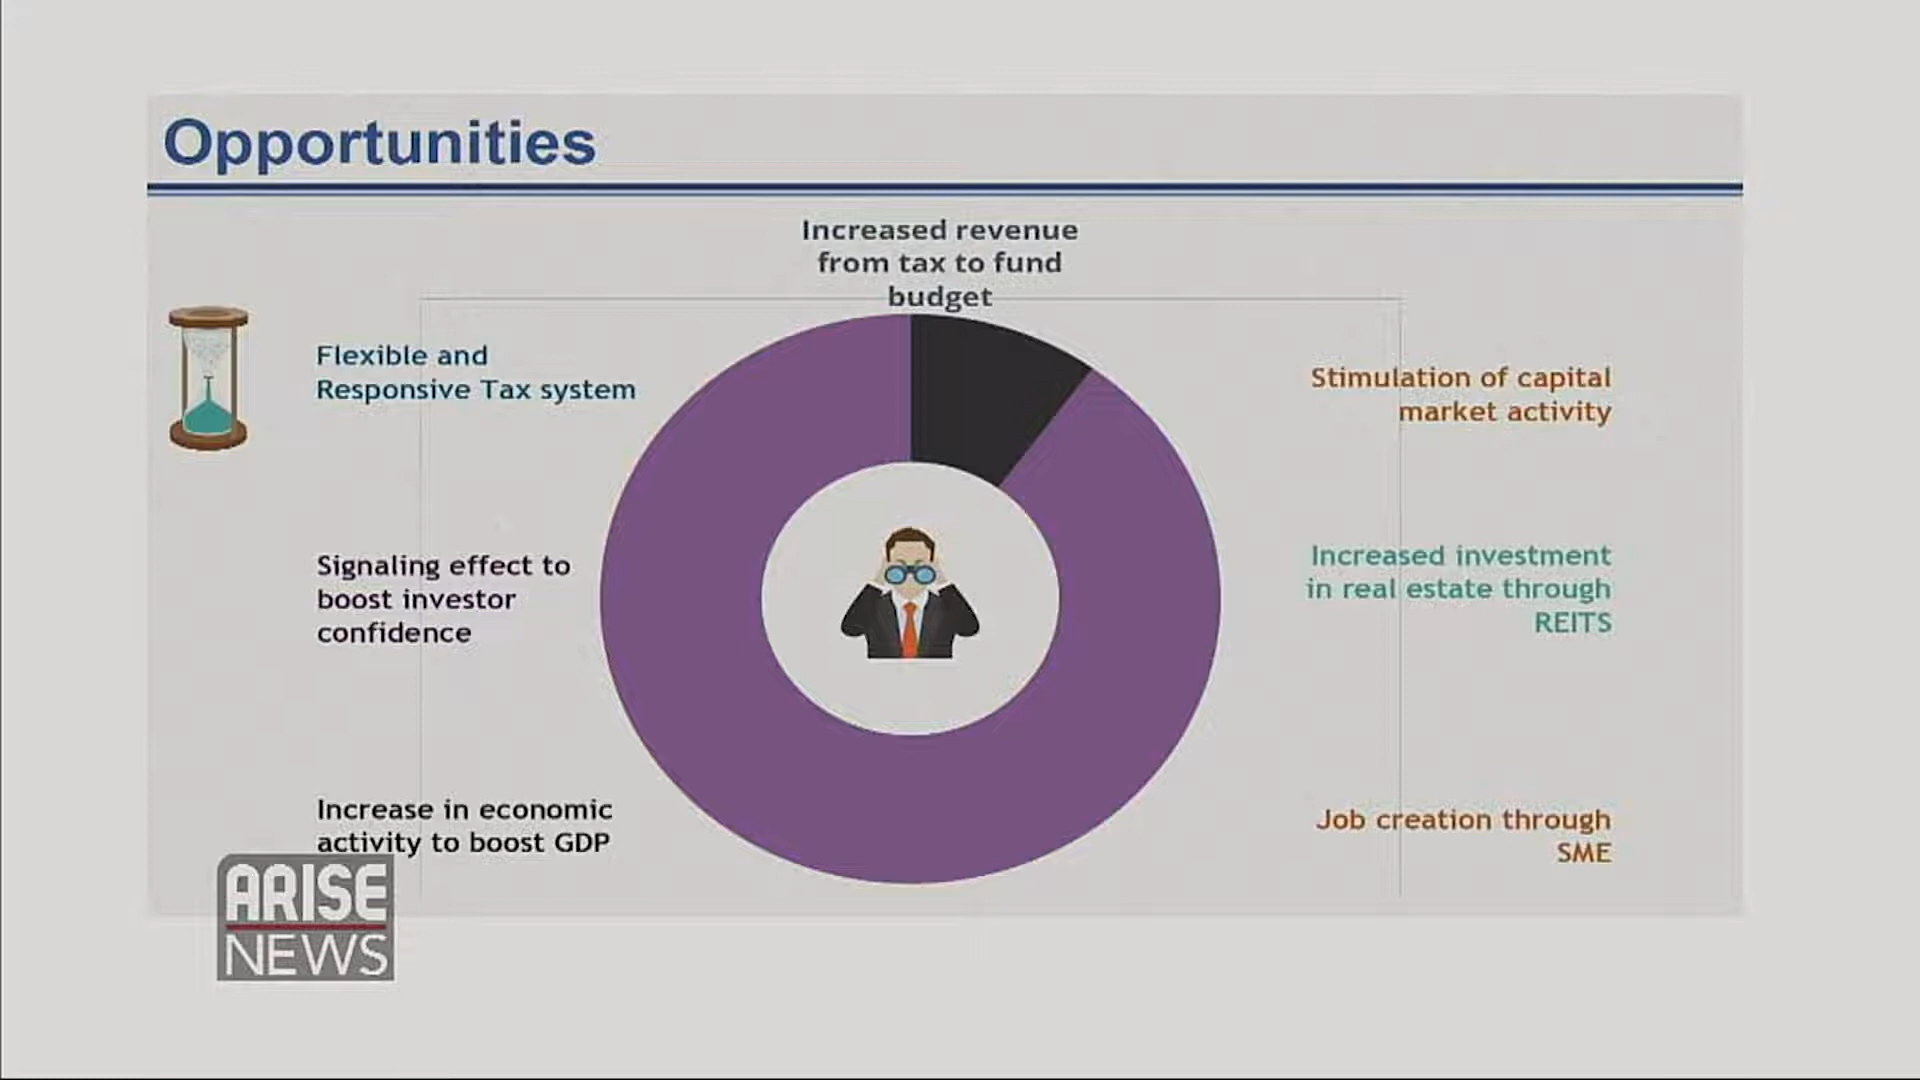 Opportunities
Increased revenue
from tax to fund
budget
Flexible and
Responsive Tax system
Stimulation of capital
market activity
Signaling effect to
boost investor
confidence
Increased investment
in real estate through
REITS
Increase in economic
activity to boost GDP
Job creation through
SME
ARISE
NEWS